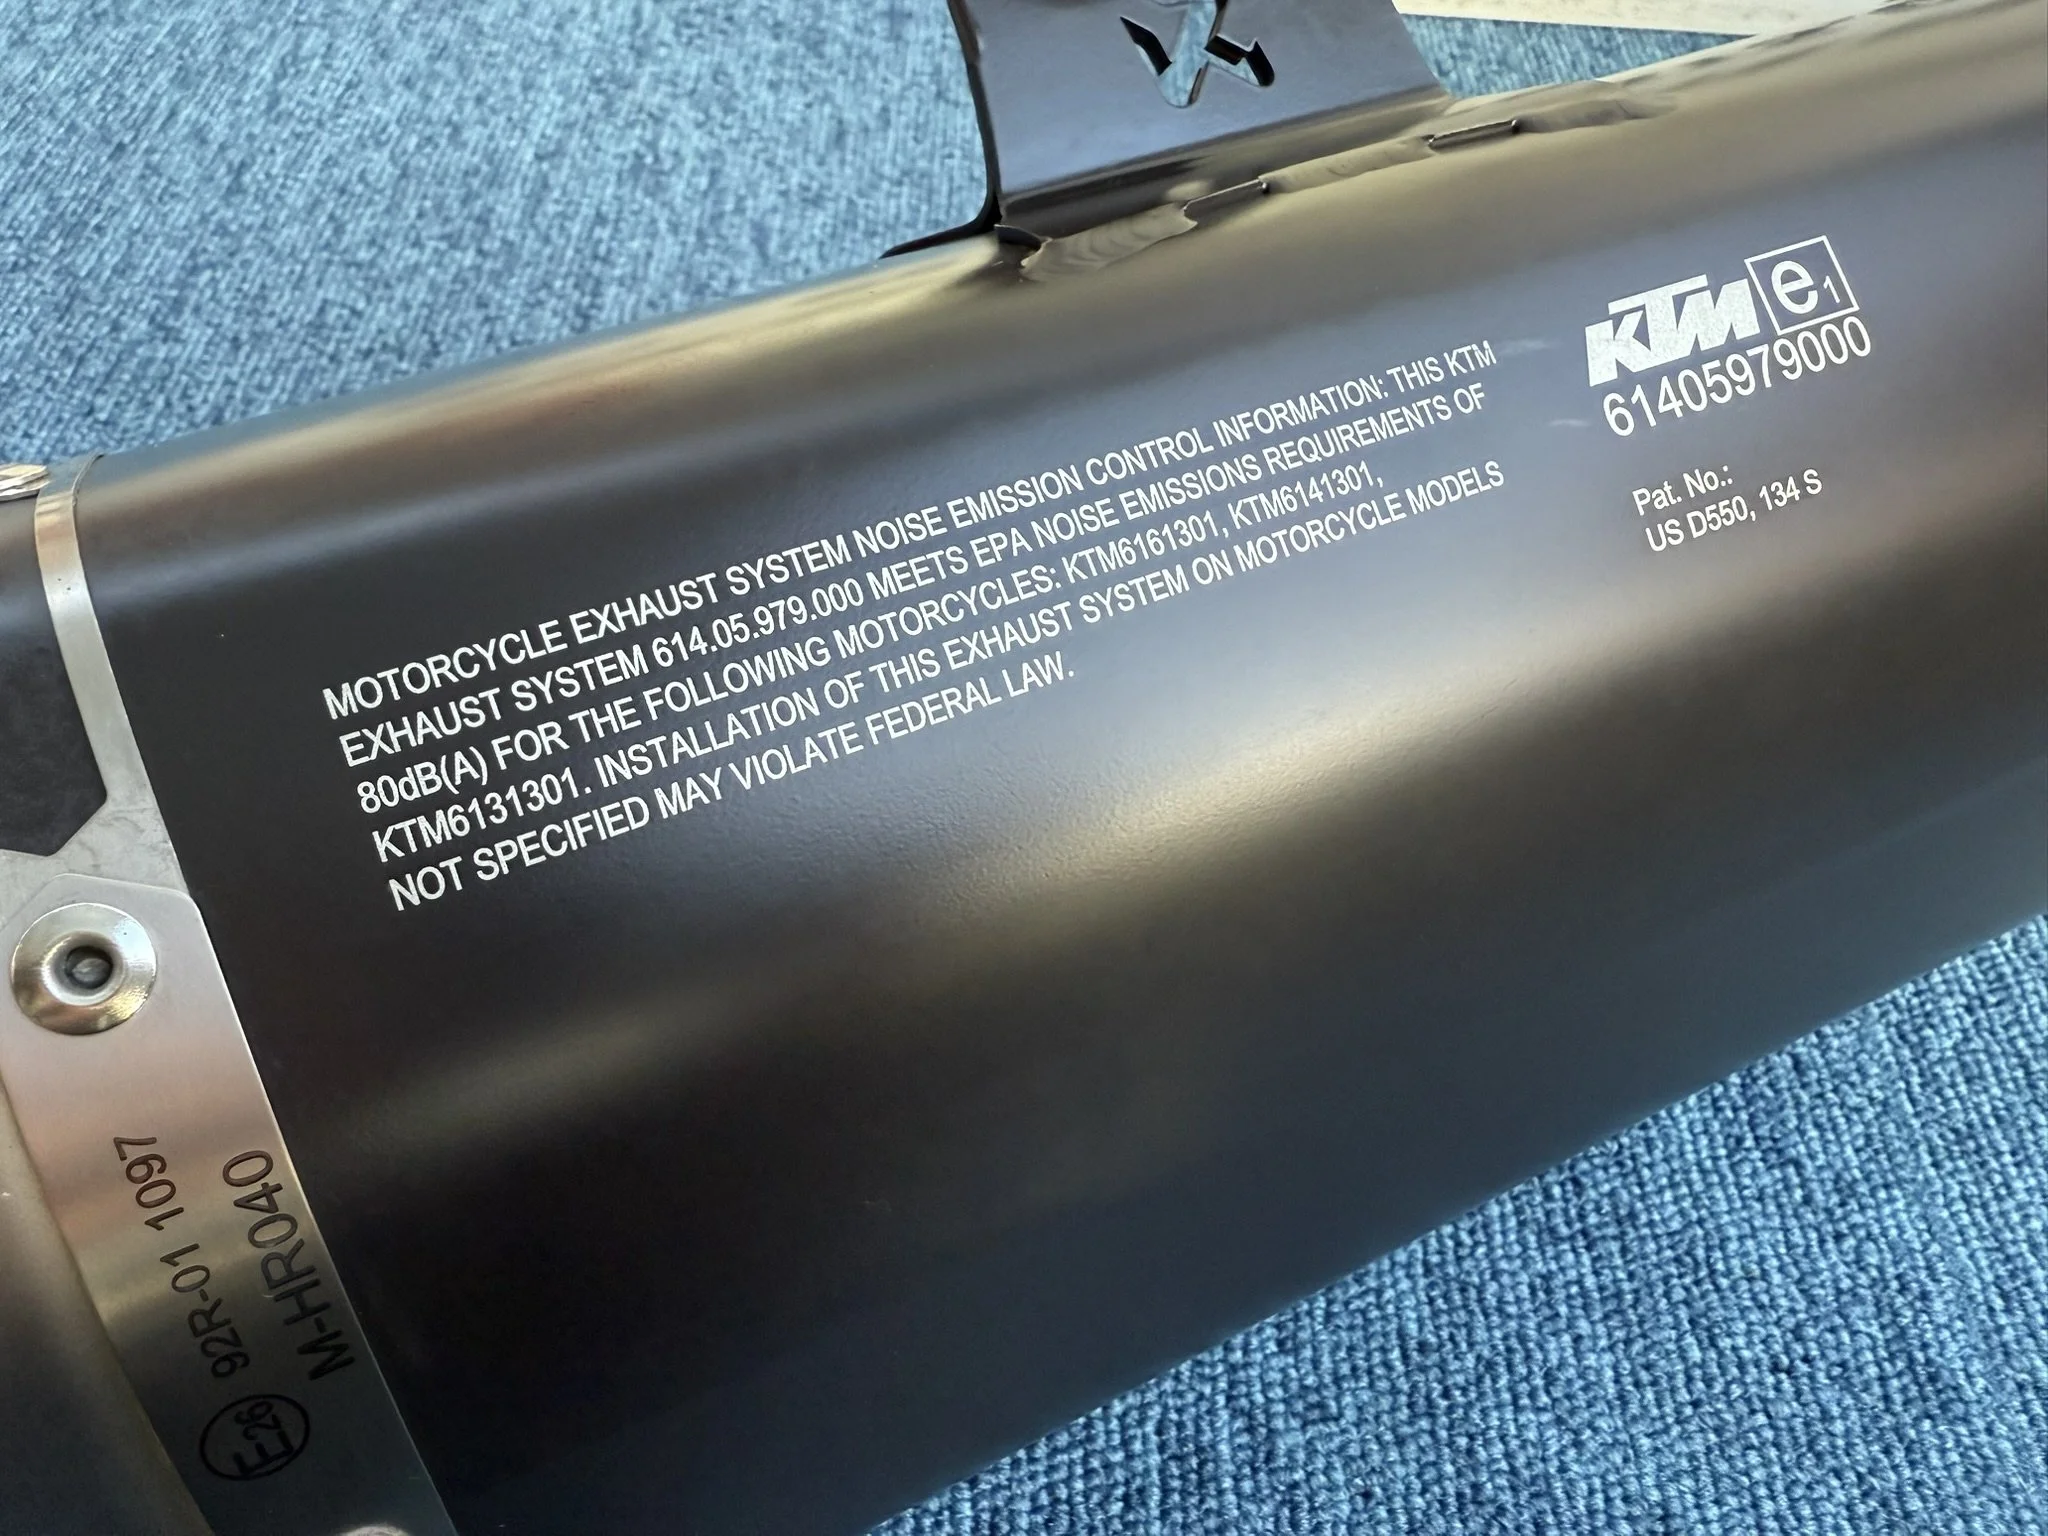 MOTORCYCLE EXHAUST SYSTEM NOISE EMISSION CONTROL INFORMATION: THIS KTM
EXHAUST SYSTEM 614.05.979.000 MEETS EPA NOISE EMISSIONS REQUIREMENTS OF
80dB(A) FOR THE FOLLOWING MOTORCYCLES: KTM6161301, KTM6141301,
KTM6131301. INSTALLATION OF THIS EXHAUST SYSTEM ON MOTORCYCLE MODELS
NOT SPECIFIED MAY VIOLATE FEDERAL LAW.
KTM e1
61405979000
Pat. No.:
US D550, 134 S
E26 92R-01 1097
M-HR040